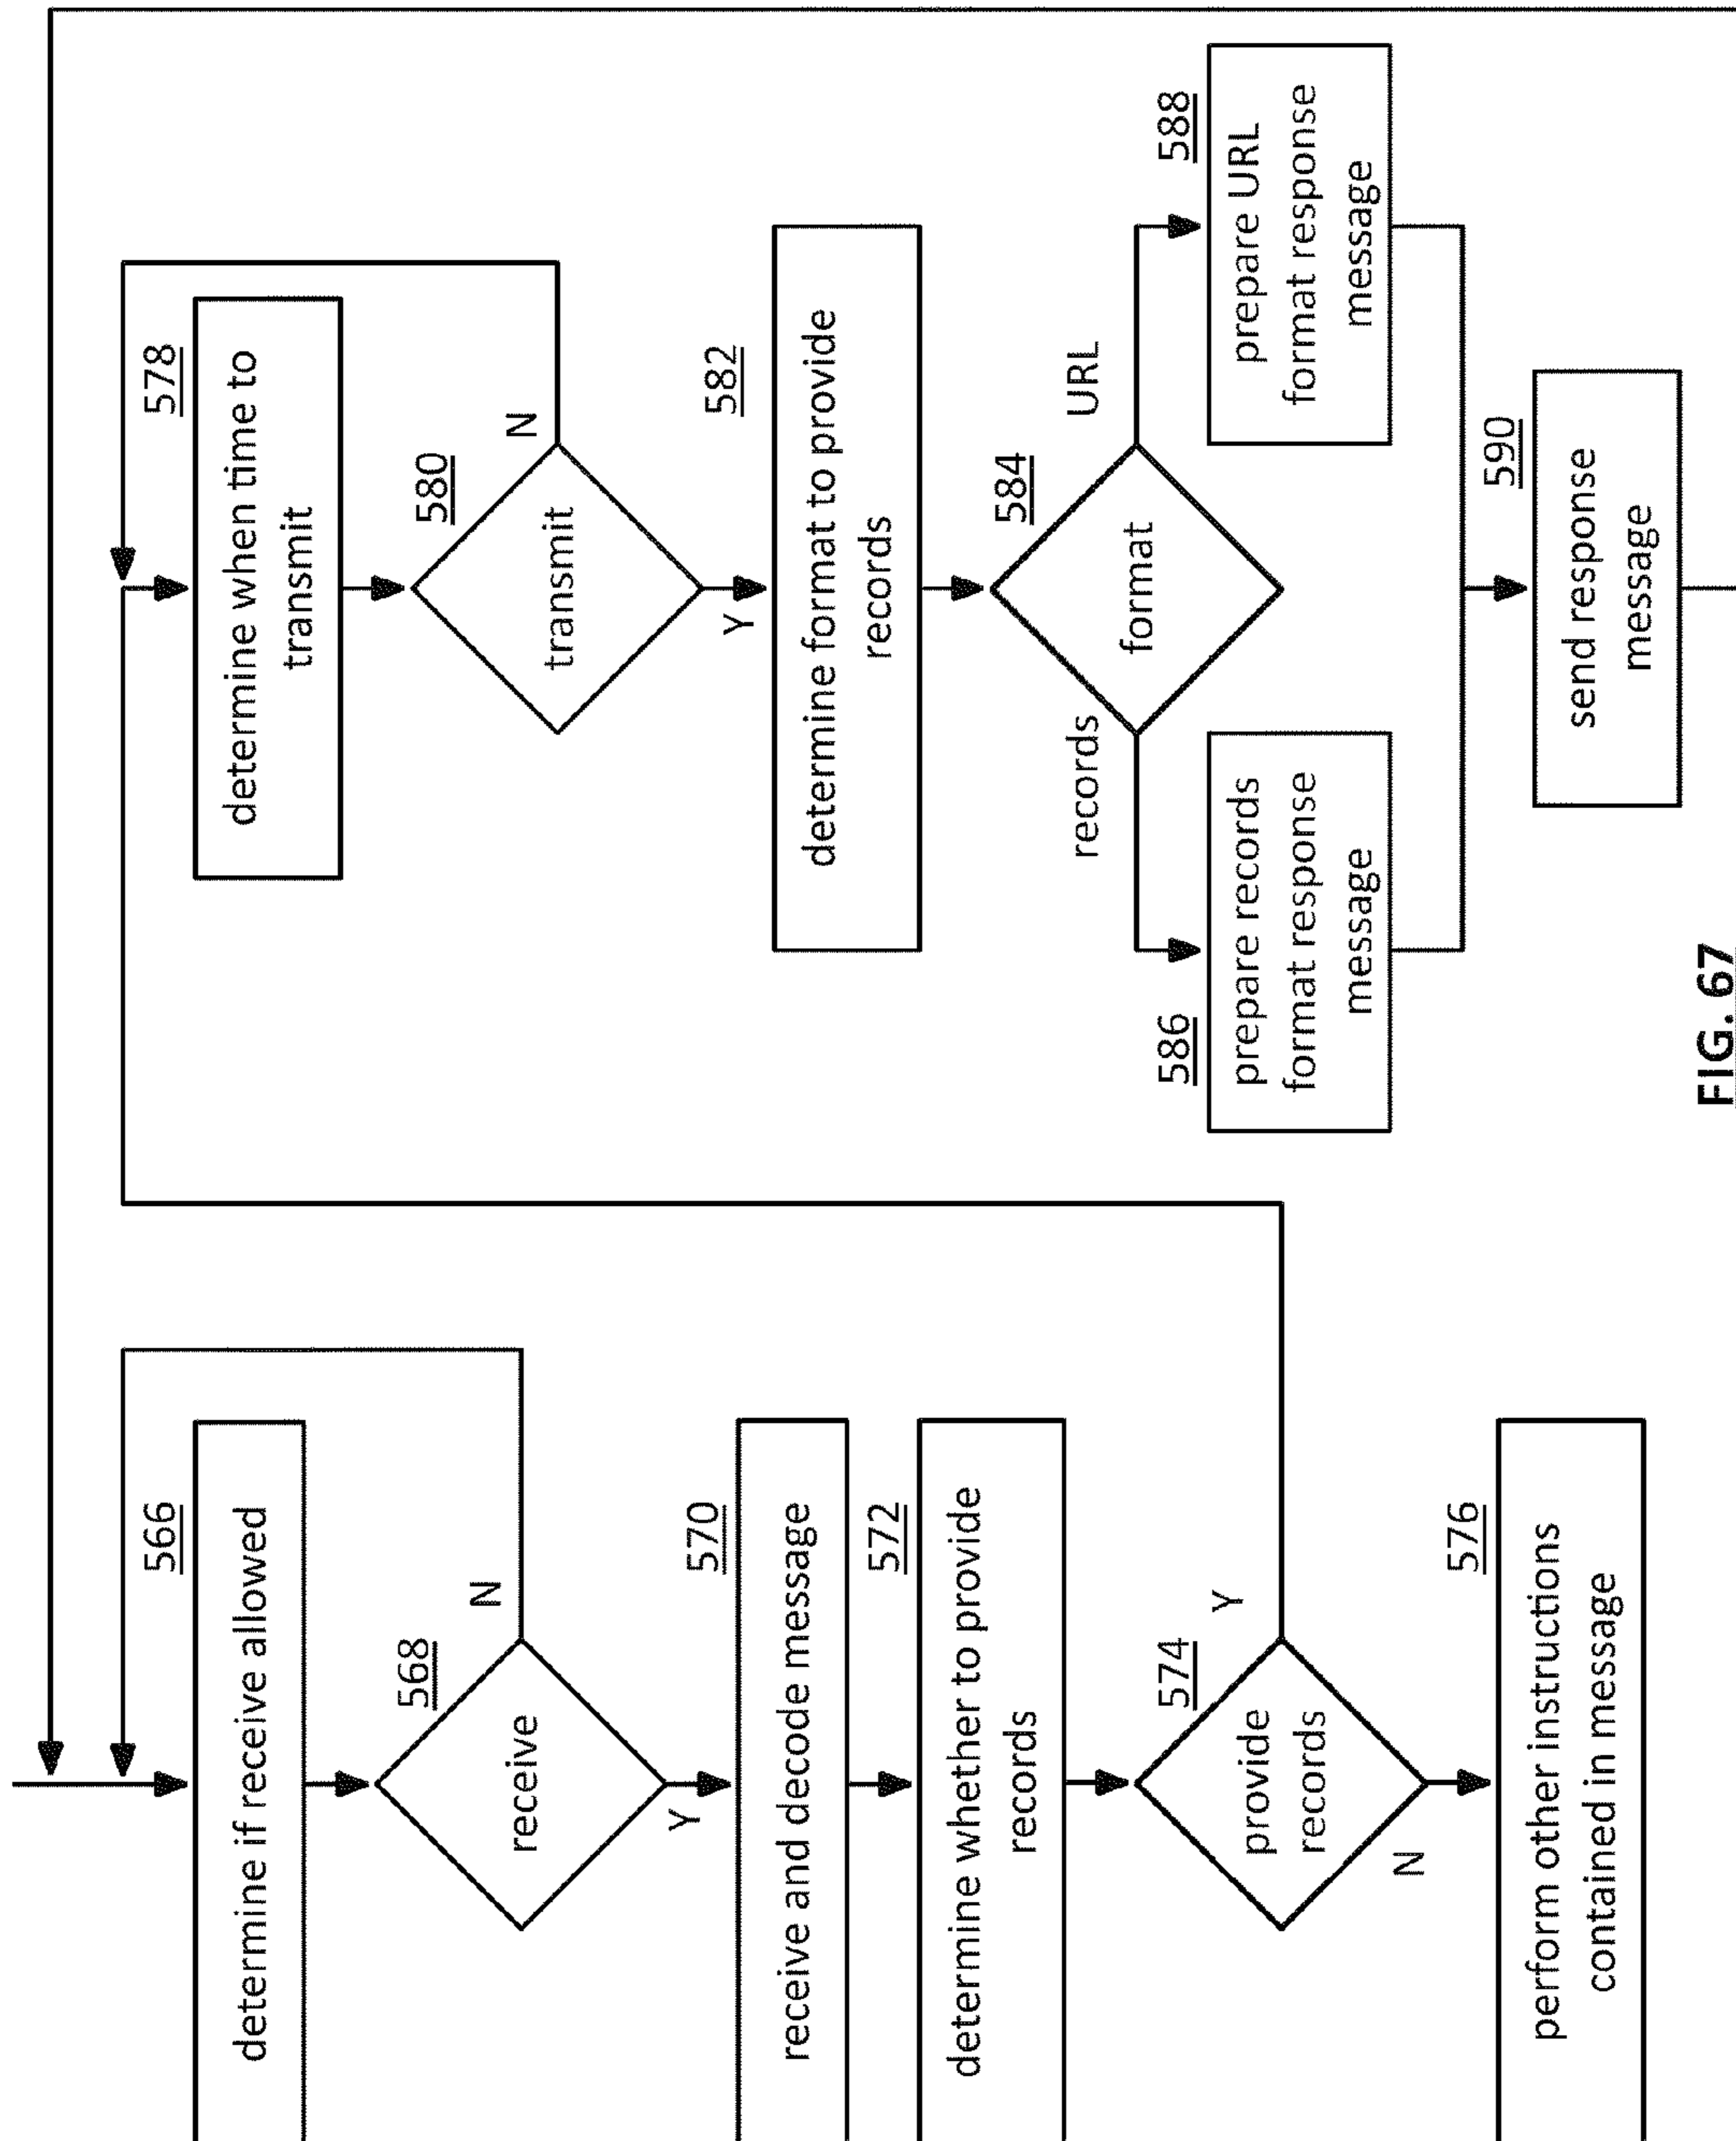 566
determine if receive allowed
568
receive
N
Y
570
receive and decode message
572
determine whether to provide
records
574
provide
records
Y
N
576
perform other instructions
contained in message
578
determine when time to
transmit
580
transmit
N
Y
582
determine format to provide
records
584
format
records
URL
586
prepare records
format response
message
588
prepare URL
format response
message
590
send response
message
FIG. 67